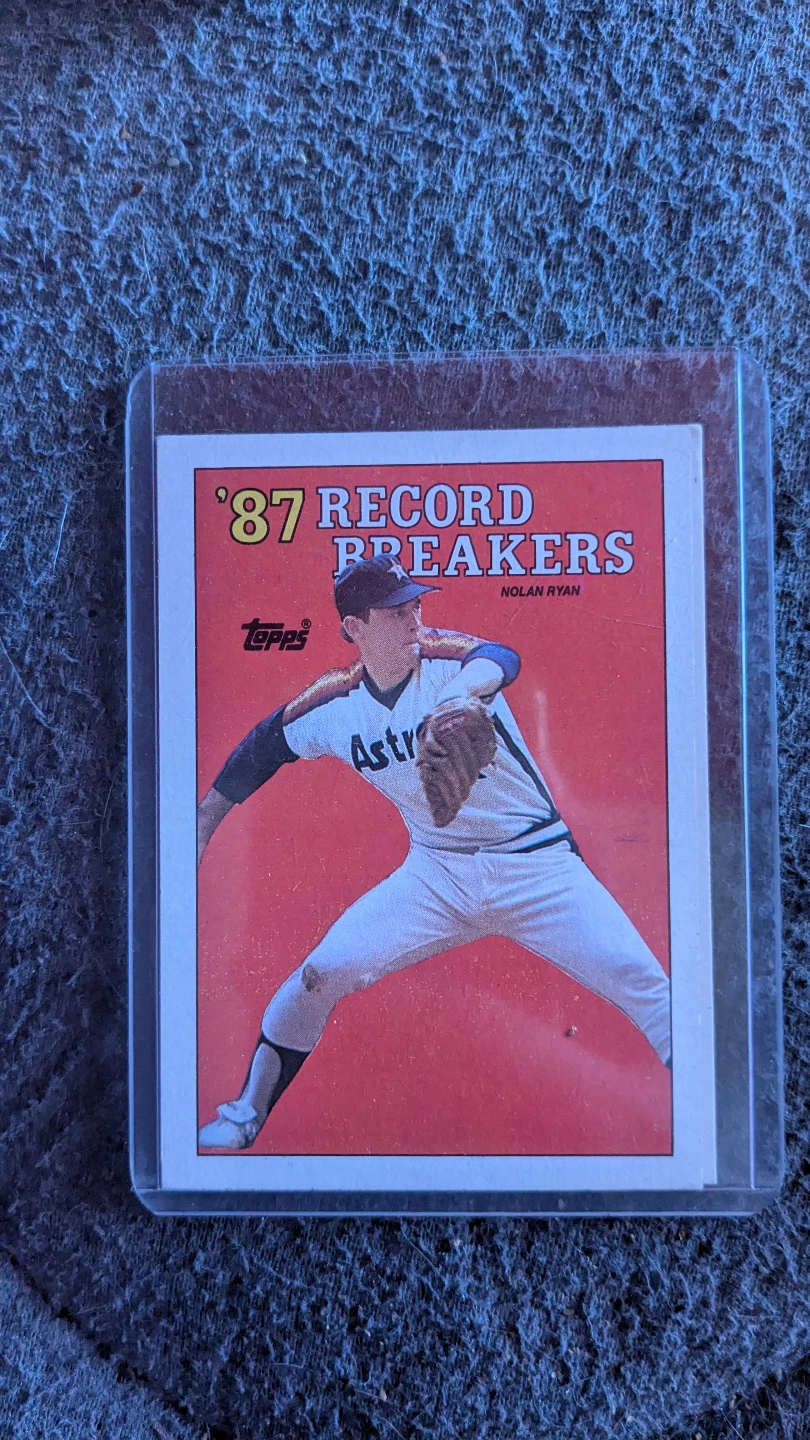 '87 RECORD
BREAKERS
NOLAN RYAN
Topps®
Astr